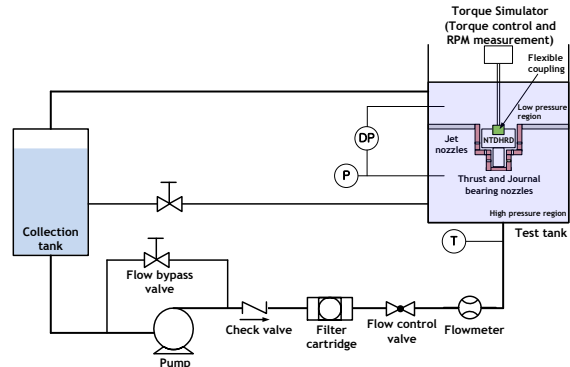 Torque Simulator
(Torque control and
RPM measurement)
Flexible
coupling
Low pressure
region
DP
Jet
nozzles
NTDHRD
P
Thrust and Journal
bearing nozzles
High pressure region
Test tank
Collection
tank
T
Flow bypass
valve
Check valve
Filter
cartridge
Flow control
valve
Flowmeter
Pump